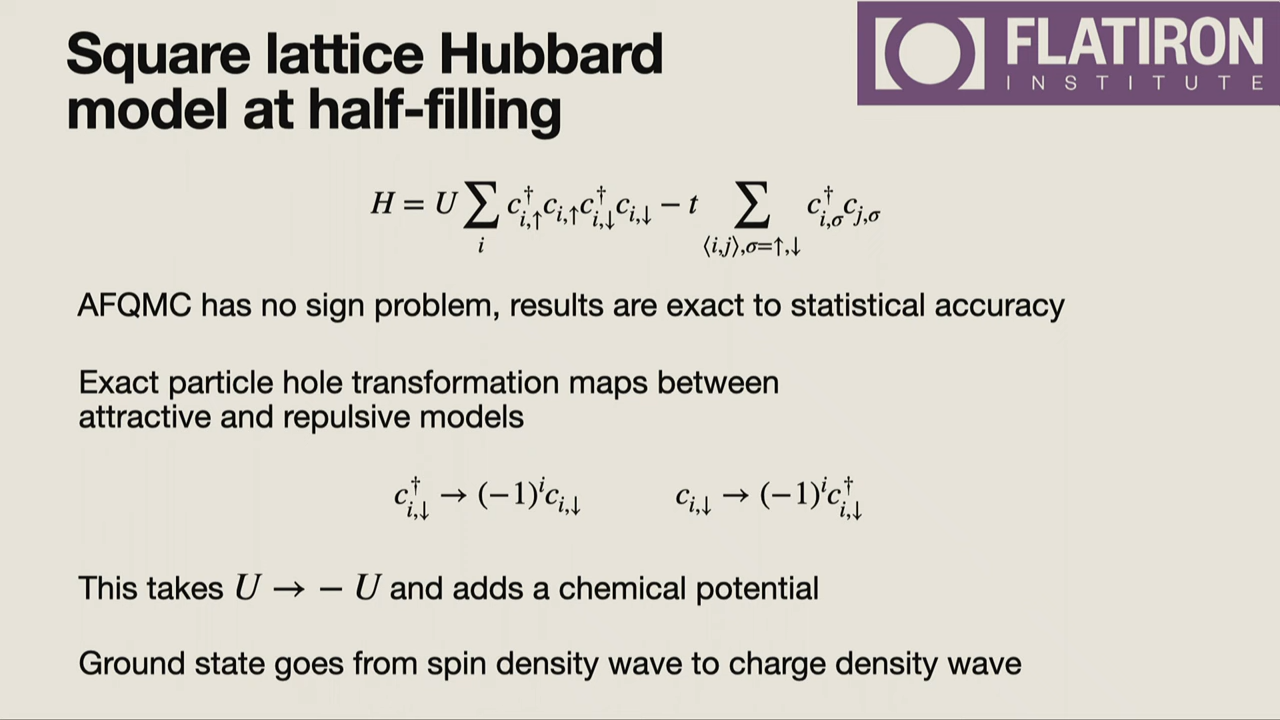 Square lattice Hubbard
model at half-filling
FLATIRON
INSTITUTE
H = U ∑_i c†_{i,↑}c_{i,↑}c†_{i,↓}c_{i,↓} − t ∑_{⟨i,j⟩,σ=↑,↓} c†_{i,σ}c_{j,σ}
AFQMC has no sign problem, results are exact to statistical accuracy
Exact particle hole transformation maps between
attractive and repulsive models
c†_{i,↓} → (−1)^i c_{i,↓}    c_{i,↓} → (−1)^i c†_{i,↓}
This takes U → − U and adds a chemical potential
Ground state goes from spin density wave to charge density wave